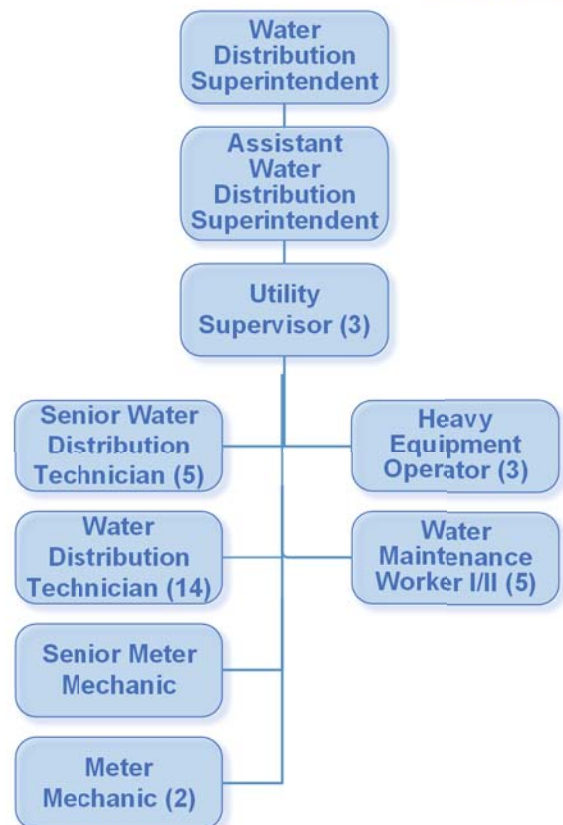 Water
Distribution
Superintendent
Assistant
Water
Distribution
Superintendent
Utility
Supervisor (3)
Senior Water
Distribution
Technician (5)
Heavy
Equipment
Operator (3)
Water
Distribution
Technician (14)
Water
Maintenance
Worker I/II (5)
Senior Meter
Mechanic
Meter
Mechanic (2)